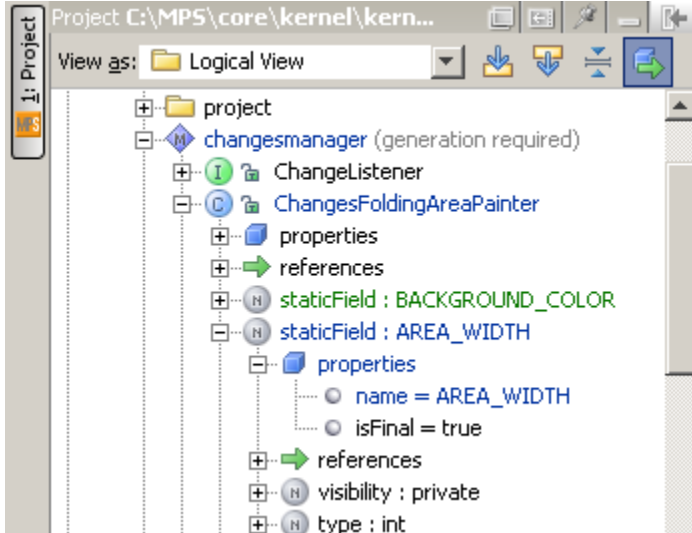 1: Project
MPS
Project C:\MPS\core\kernel\kern...
View as: Logical View
project
changesmanager (generation required)
I ChangeListener
C ChangesFoldingAreaPainter
properties
references
N staticField : BACKGROUND_COLOR
N staticField : AREA_WIDTH
properties
name = AREA_WIDTH
isFinal = true
references
N visibility : private
N type : int